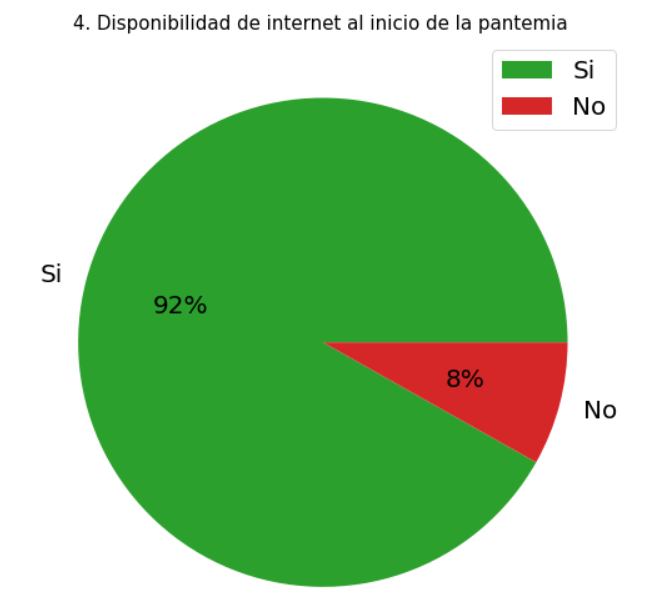 4. Disponibilidad de internet al inicio de la pantemia
Si
No
Si
92%
8%
No